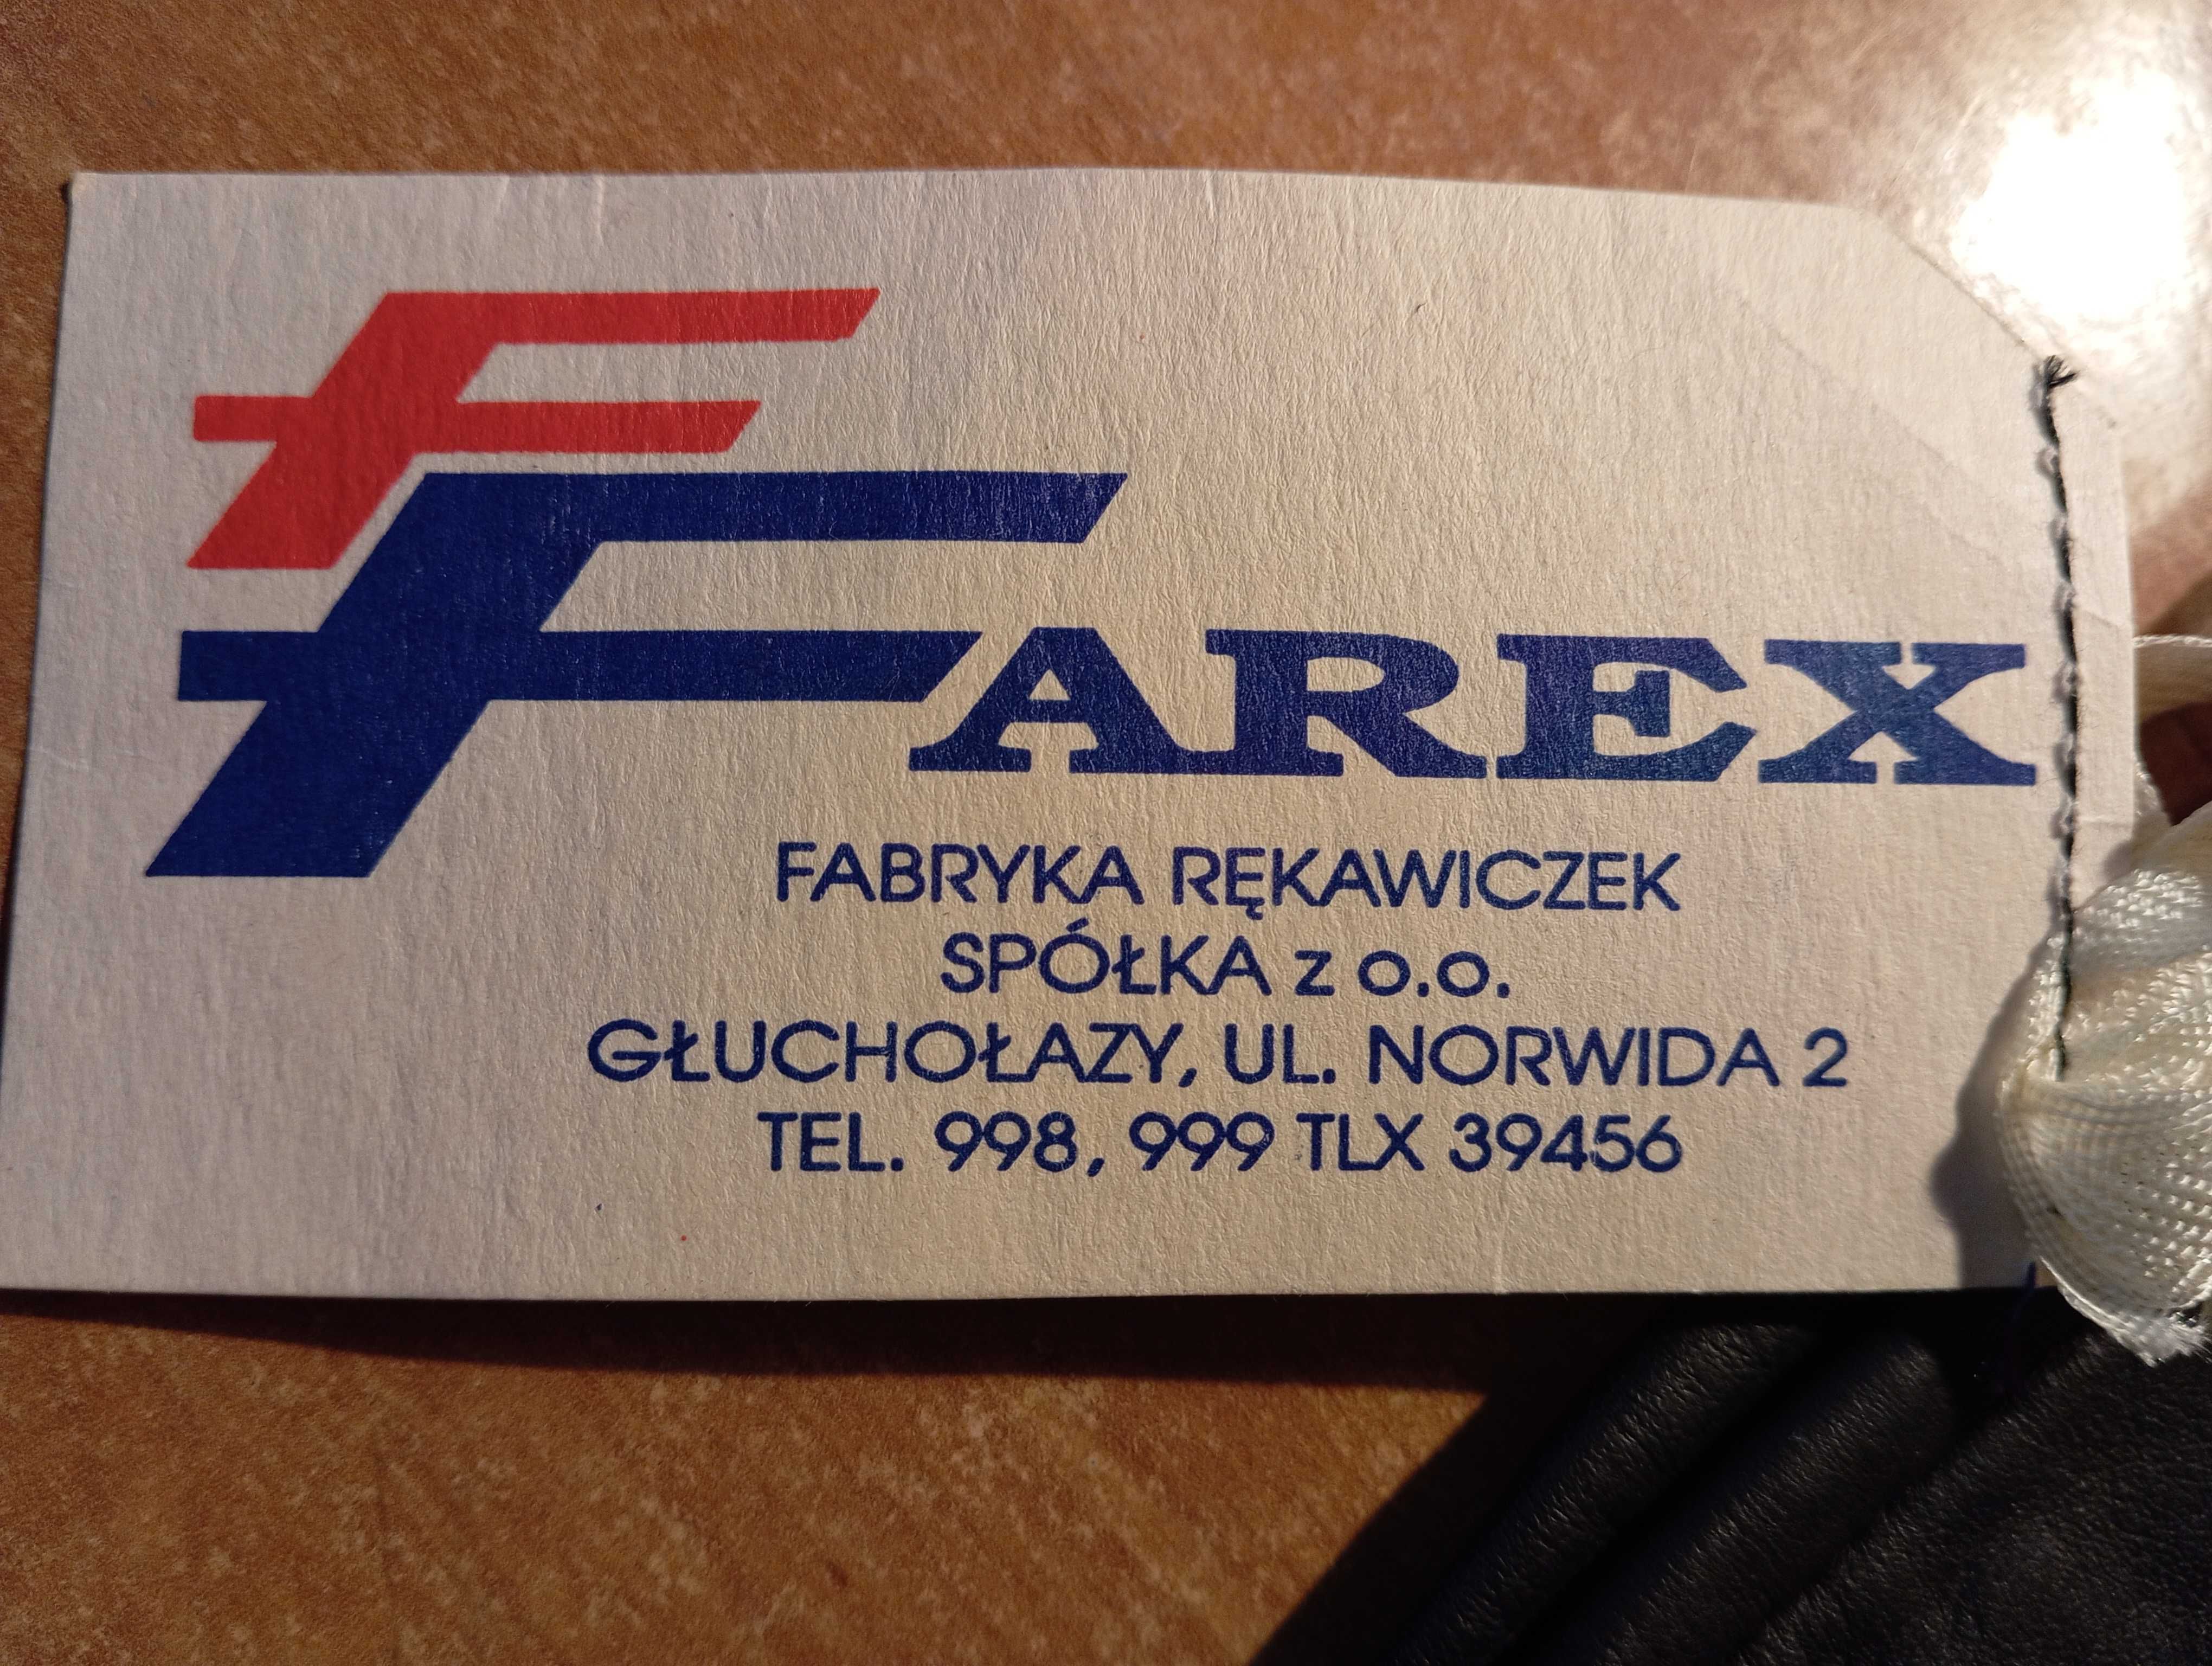 F
FAREX
FABRYKA RĘKAWICZEK
SPÓŁKA z o.o.
GŁUCHOŁAZY, UL. NORWIDA 2
TEL. 998, 999 TLX 39456